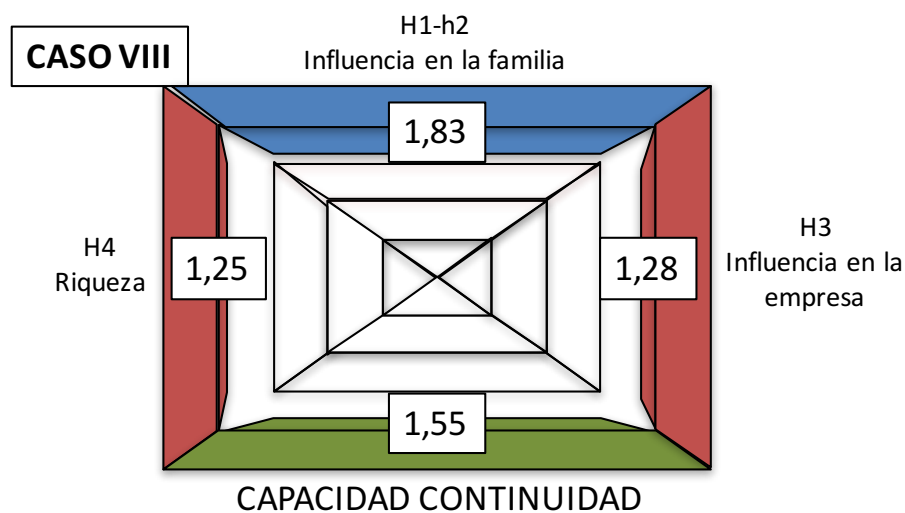 CASO VIII
H1-h2
Influencia en la familia
1,83
H4
Riqueza
1,25
1,28
H3
Influencia en la
empresa
1,55
CAPACIDAD CONTINUIDAD